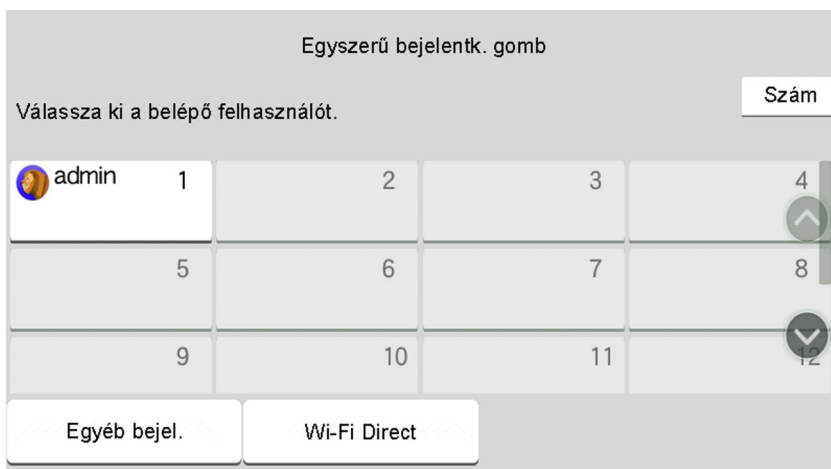 Egyszerű bejelentk. gomb
Szám
Válassza ki a belépő felhasználót.
admin 1 2 3 4
5 6 7 8
9 10 11 12
Egyéb bejel. Wi-Fi Direct